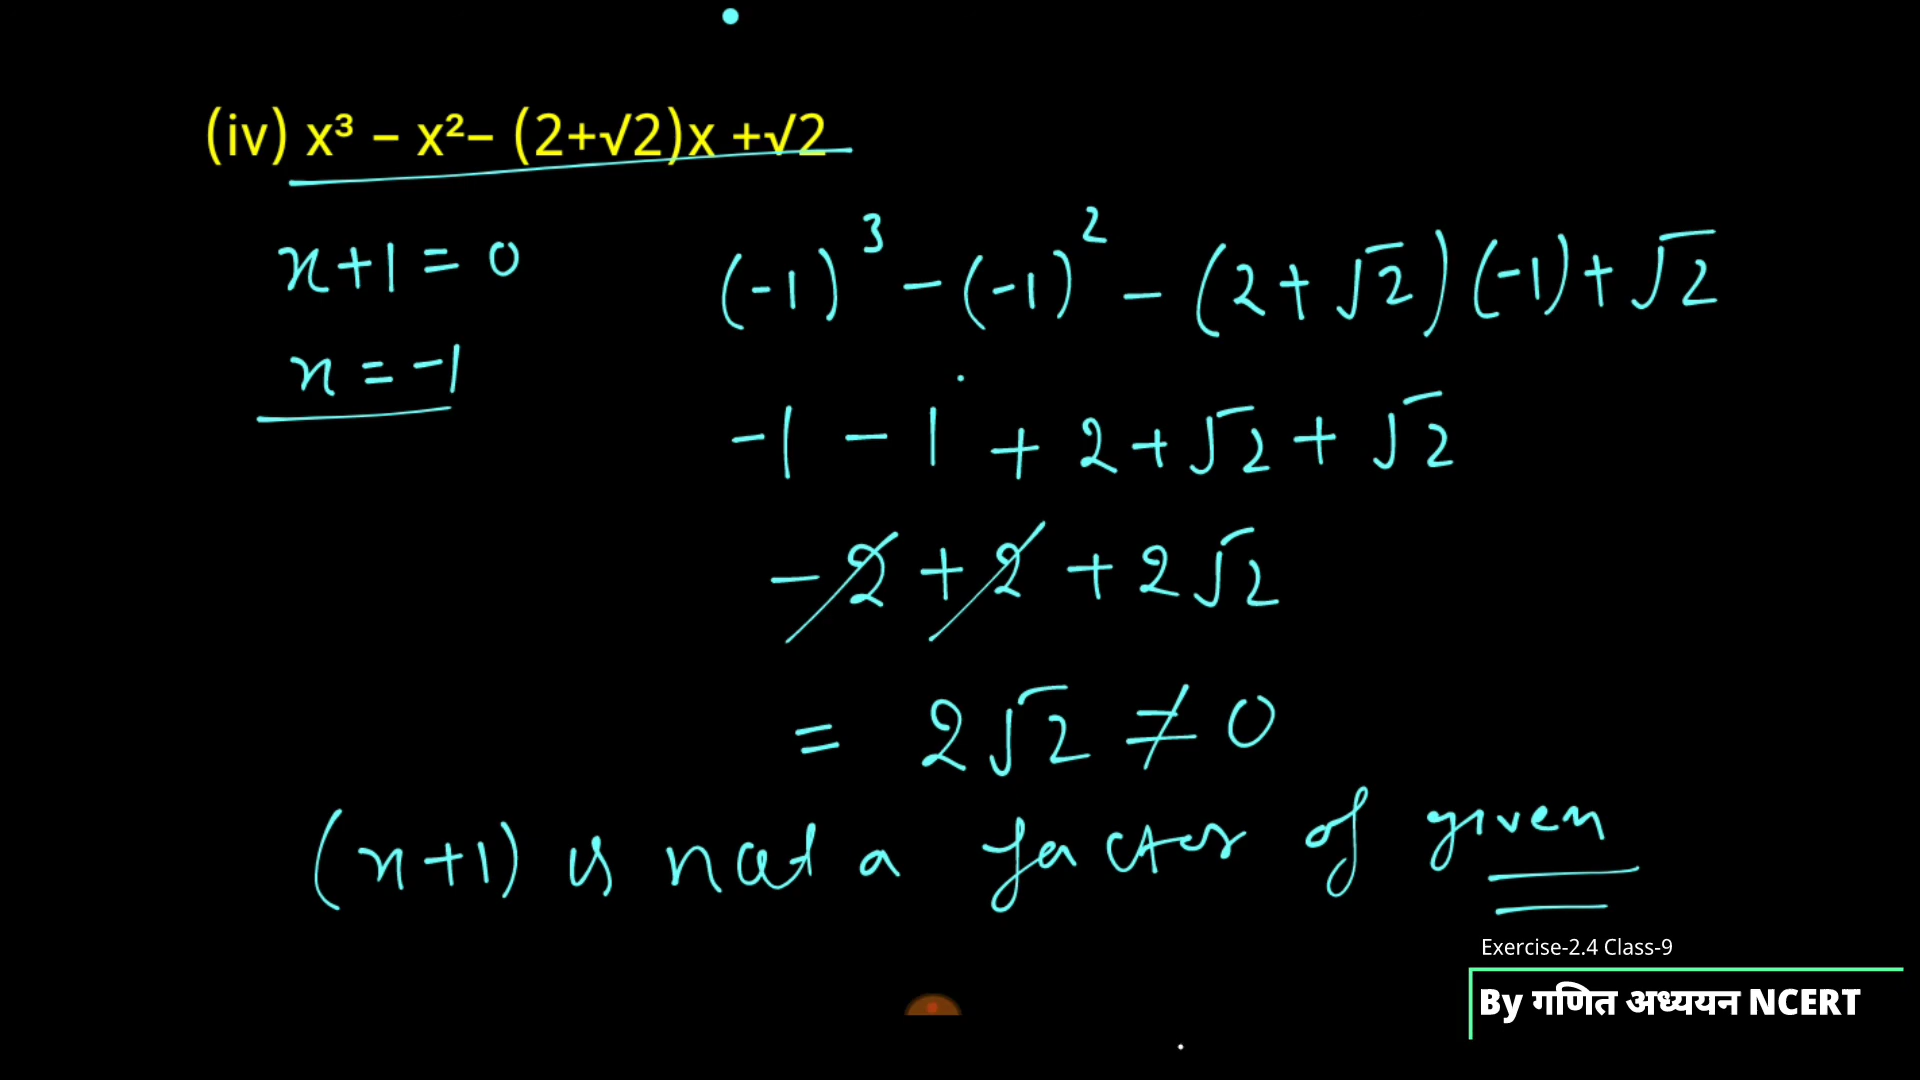 (iv) x³ – x²– (2+√2)x +√2
x+1 = 0
x = -1
(-1)³ - (-1)² - (2+√2)(-1)+√2
-1 - 1 + 2+√2 + √2
-2 + 2 + 2√2
= 2√2 ≠ 0
(x+1) is not a factor of given
Exercise-2.4 Class-9
By गणित अध्ययन NCERT